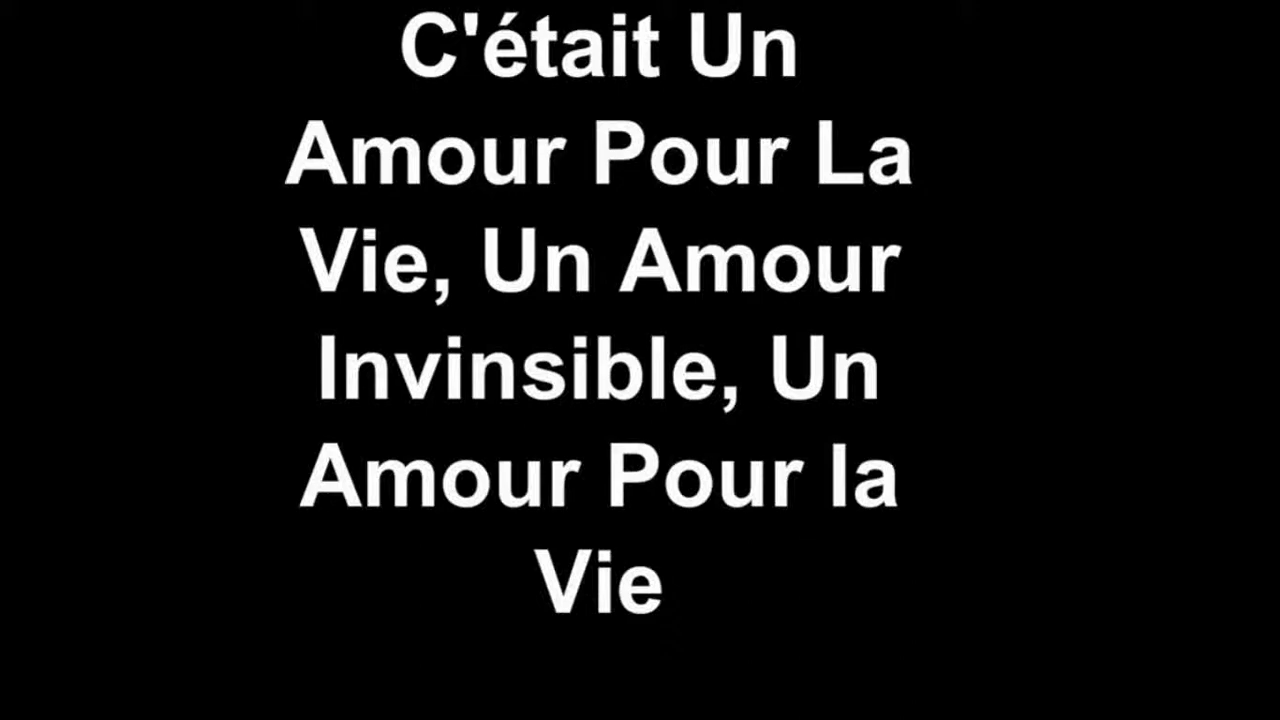 C'était Un
Amour Pour La
Vie, Un Amour
Invinsible, Un
Amour Pour la
Vie